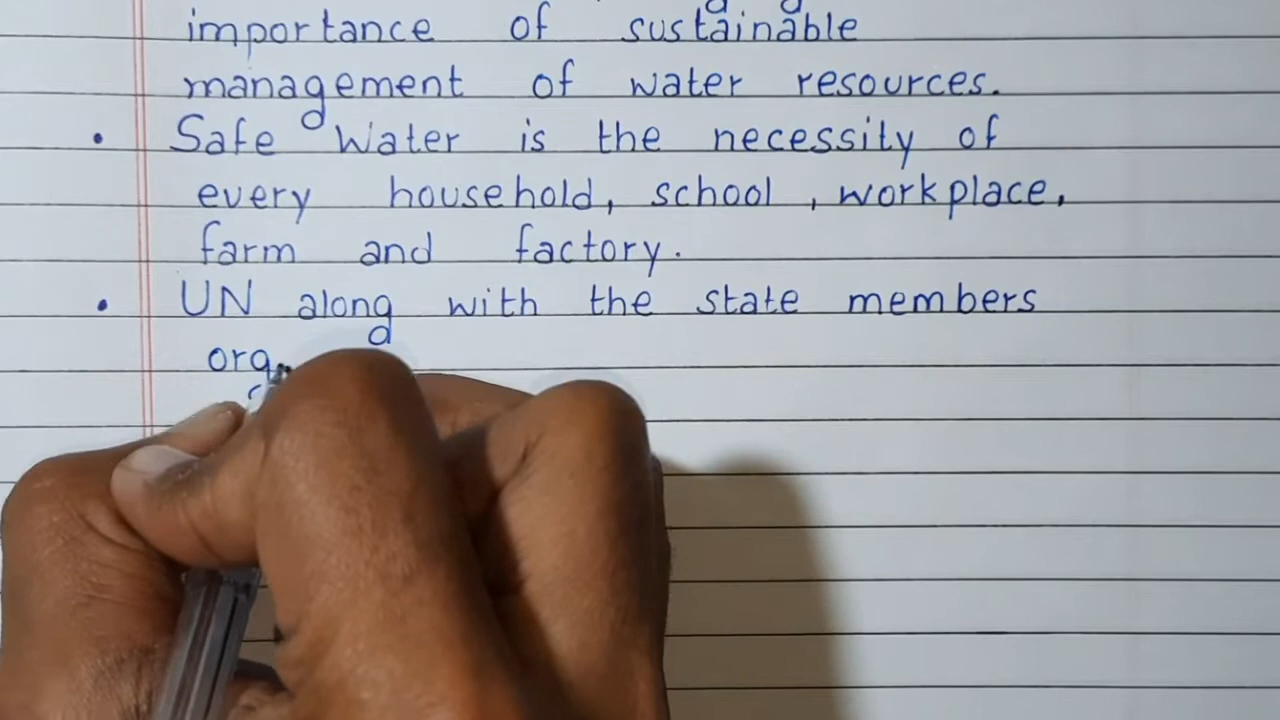 importance of sustainable
management of water resources.
• Safe Water is the necessity of
every household, school, workplace,
farm and factory.
• UN along with the state members
org